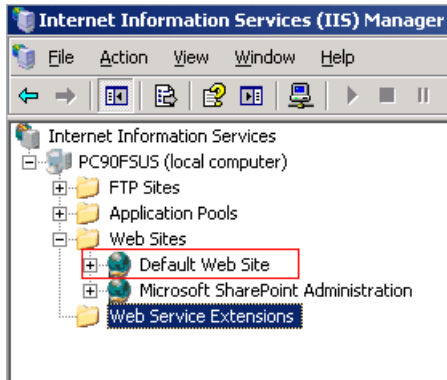 Internet Information Services (IIS) Manager
File Action View Window Help
Internet Information Services
PC90FSUS (local computer)
FTP Sites
Application Pools
Web Sites
Default Web Site
Microsoft SharePoint Administration
Web Service Extensions